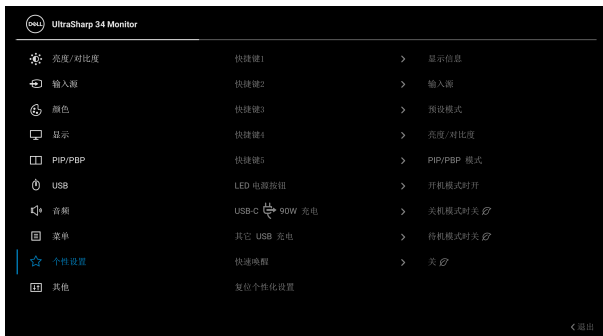 DELL UltraSharp 34 Monitor
亮度/对比度 快捷键1 显示信息
输入源 快捷键2 输入源
颜色 快捷键3 预设模式
显示 快捷键4 亮度/对比度
PIP/PBP 快捷键5 PIP/PBP 模式
USB LED 电源按钮 开机模式时开
音频 USB-C 90W 充电 关机模式时关
菜单 其它 USB 充电 待机模式时关
个性设置 快速唤醒 关
其他 复位个性化设置
退出